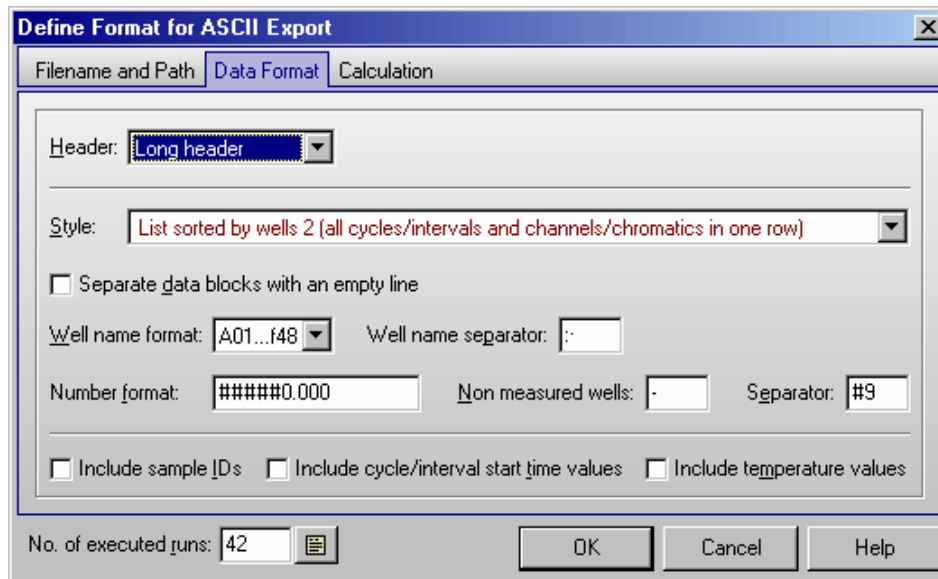 Define Format for ASCII Export
Filename and Path Data Format Calculation
Header: Long header
Style: List sorted by wells 2 (all cycles/intervals and channels/chromatics in one row)
Separate data blocks with an empty line
Well name format: A01...f48 Well name separator: :·
Number format: #####0.000 Non measured wells: - Separator: #9
Include sample IDs Include cycle/interval start time values Include temperature values
No. of executed runs: 42 OK Cancel Help